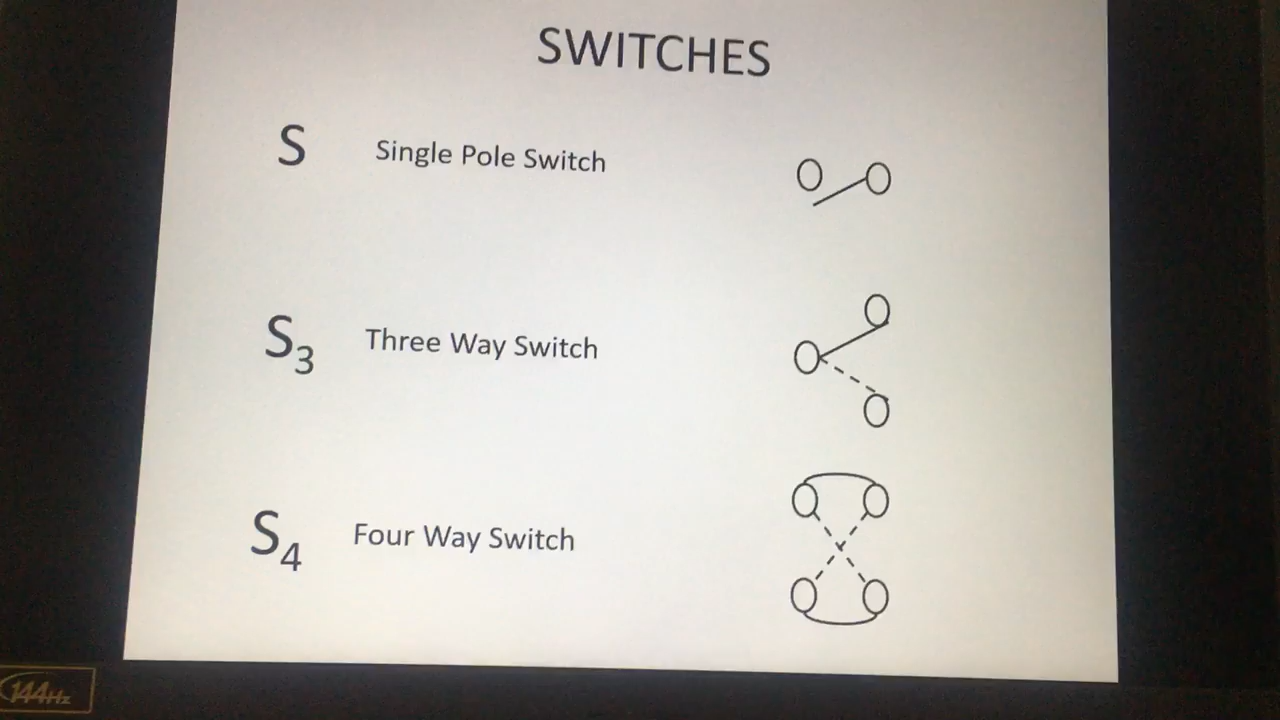 SWITCHES
S Single Pole Switch
S3 Three Way Switch
S4 Four Way Switch
144Hz